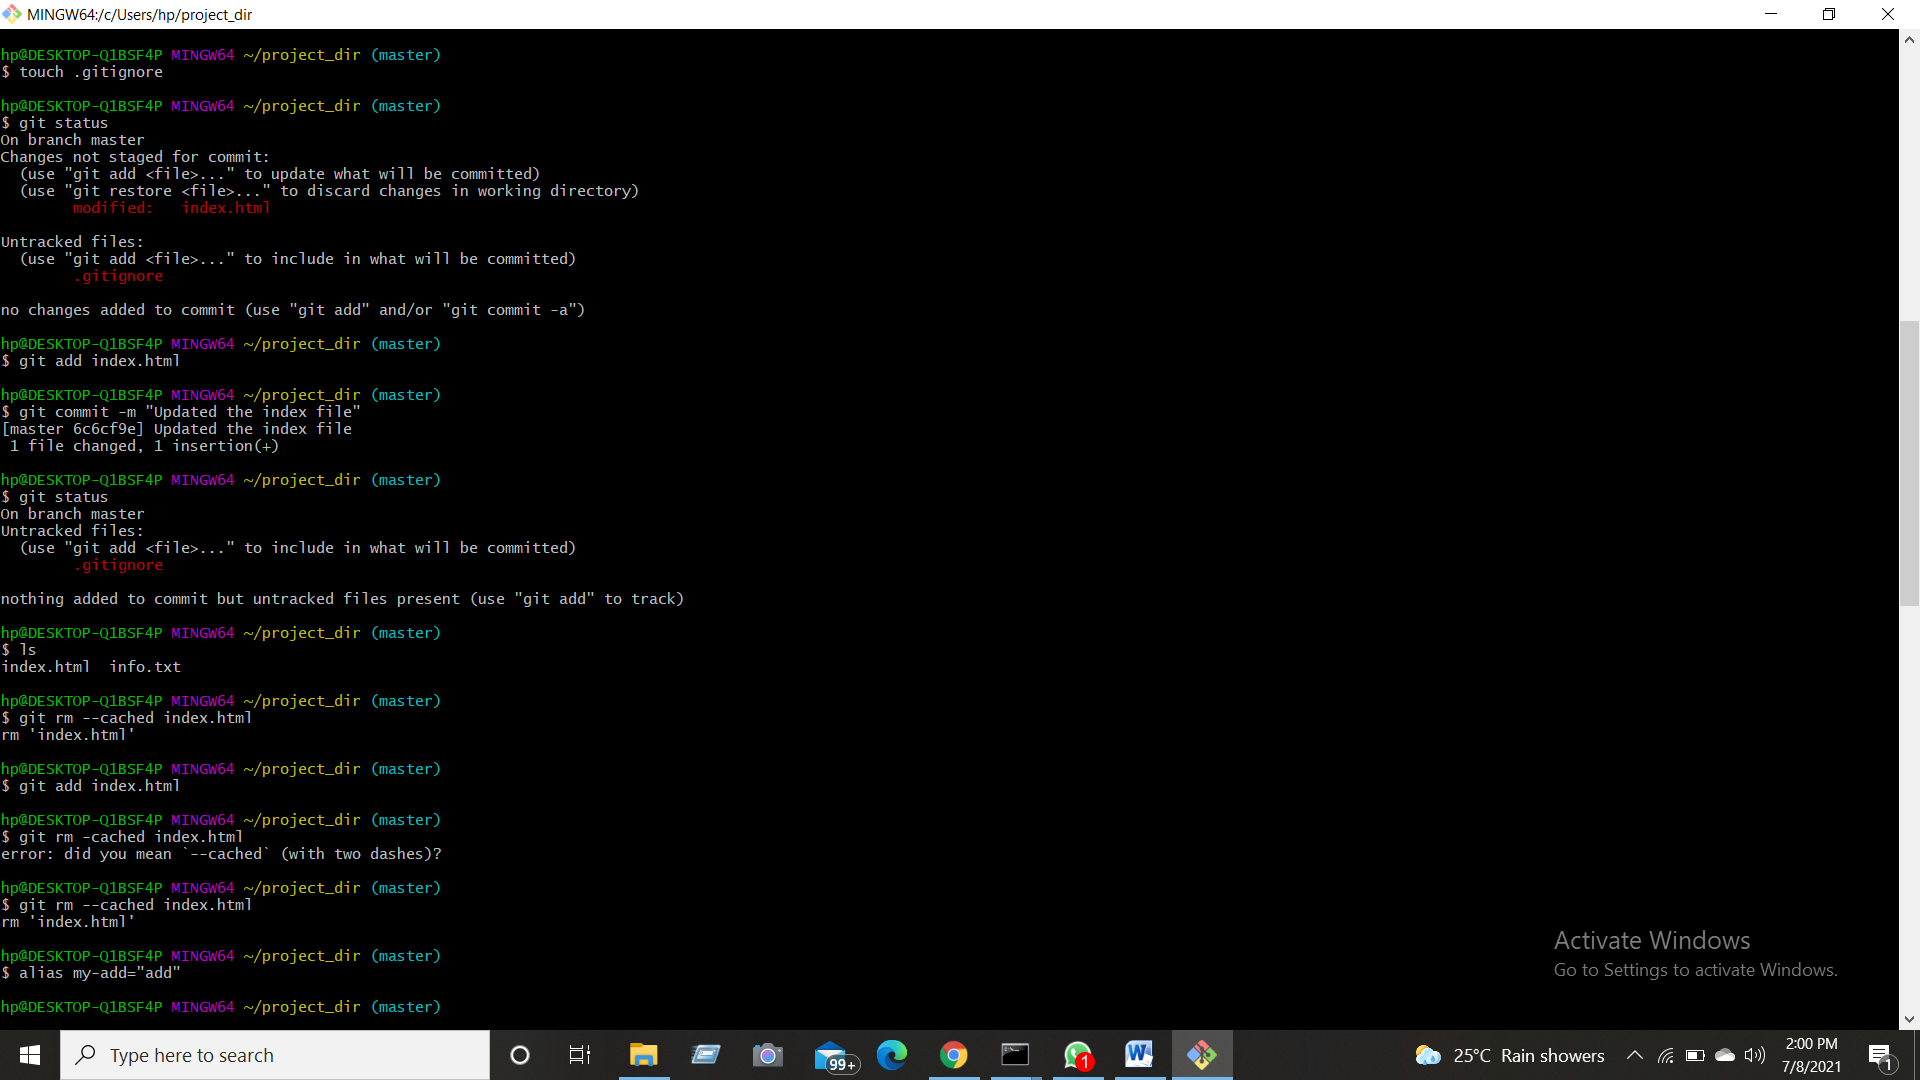 MINGW64:/c/Users/hp/project_dir
hp@DESKTOP-Q1BSF4P MINGW64 ~/project_dir (master)
$ touch .gitignore
hp@DESKTOP-Q1BSF4P MINGW64 ~/project_dir (master)
$ git status
On branch master
Changes not staged for commit:
  (use "git add <file>..." to update what will be committed)
  (use "git restore <file>..." to discard changes in working directory)
        modified:   index.html
Untracked files:
  (use "git add <file>..." to include in what will be committed)
        .gitignore
no changes added to commit (use "git add" and/or "git commit -a")
hp@DESKTOP-Q1BSF4P MINGW64 ~/project_dir (master)
$ git add index.html
hp@DESKTOP-Q1BSF4P MINGW64 ~/project_dir (master)
$ git commit -m "Updated the index file"
[master 6c6cf9e] Updated the index file
 1 file changed, 1 insertion(+)
hp@DESKTOP-Q1BSF4P MINGW64 ~/project_dir (master)
$ git status
On branch master
Untracked files:
  (use "git add <file>..." to include in what will be committed)
        .gitignore
nothing added to commit but untracked files present (use "git add" to track)
hp@DESKTOP-Q1BSF4P MINGW64 ~/project_dir (master)
$ ls
index.html  info.txt
hp@DESKTOP-Q1BSF4P MINGW64 ~/project_dir (master)
$ git rm --cached index.html
rm 'index.html'
hp@DESKTOP-Q1BSF4P MINGW64 ~/project_dir (master)
$ git add index.html
hp@DESKTOP-Q1BSF4P MINGW64 ~/project_dir (master)
$ git rm -cached index.html
error: did you mean `--cached` (with two dashes)?
hp@DESKTOP-Q1BSF4P MINGW64 ~/project_dir (master)
$ git rm --cached index.html
rm 'index.html'
hp@DESKTOP-Q1BSF4P MINGW64 ~/project_dir (master)
$ alias my-add="add"
hp@DESKTOP-Q1BSF4P MINGW64 ~/project_dir (master)
Activate Windows
Go to Settings to activate Windows.
Type here to search
99+
1
W
25°C Rain showers
2:00 PM
7/8/2021
1